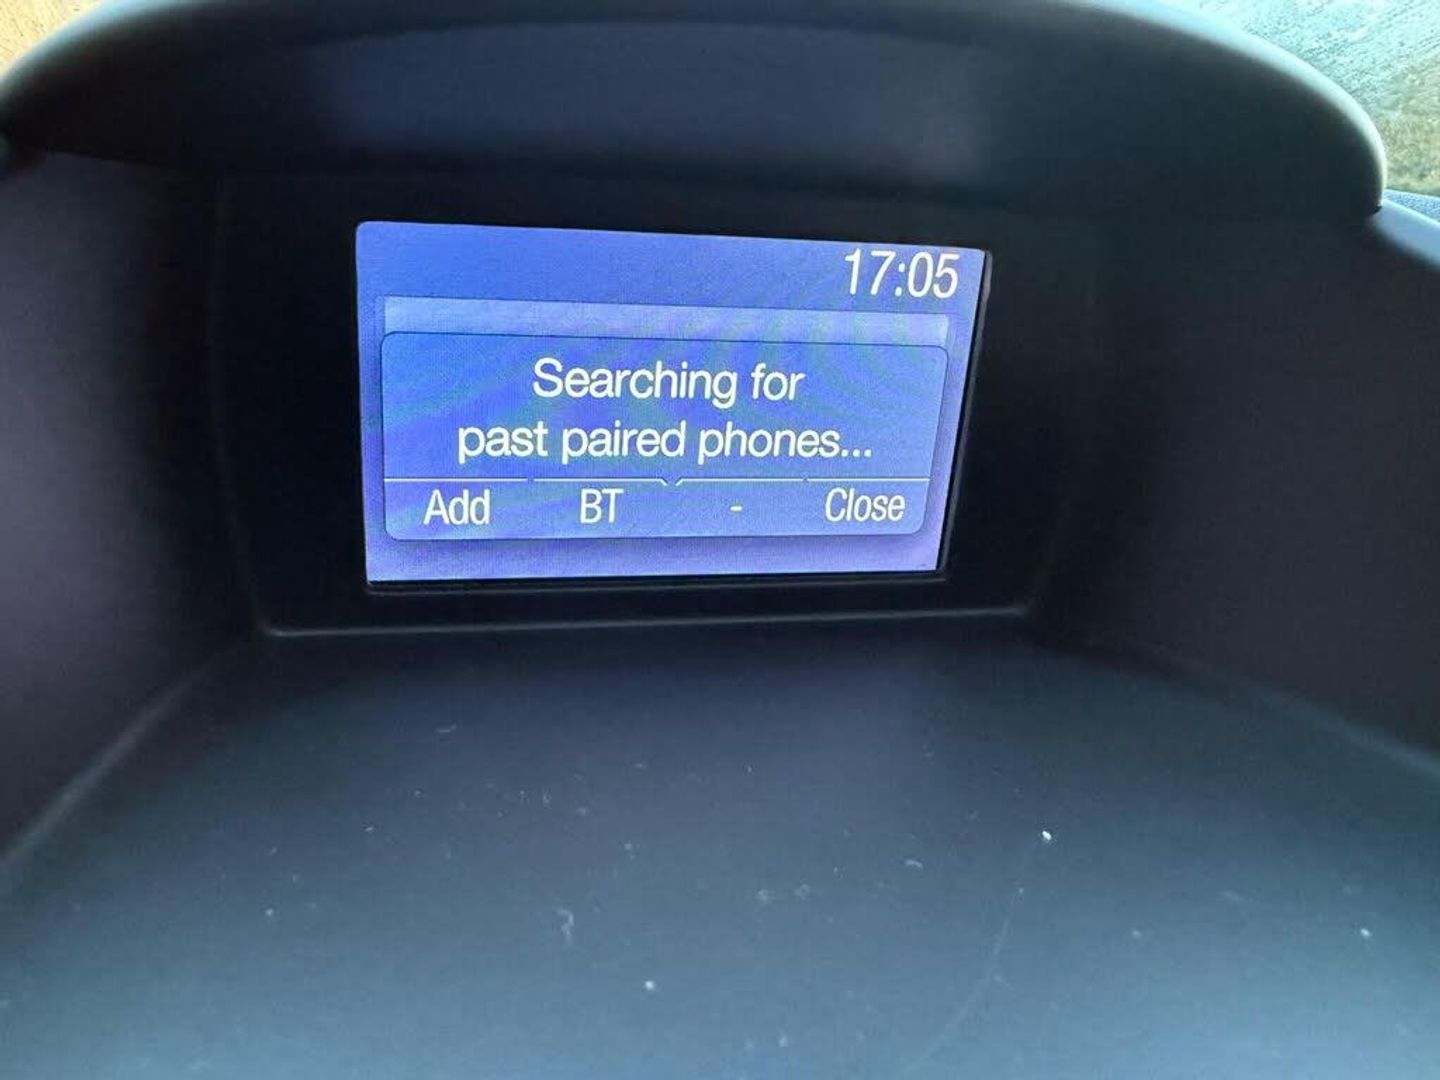 17:05
Searching for
past paired phones...
Add BT - Close